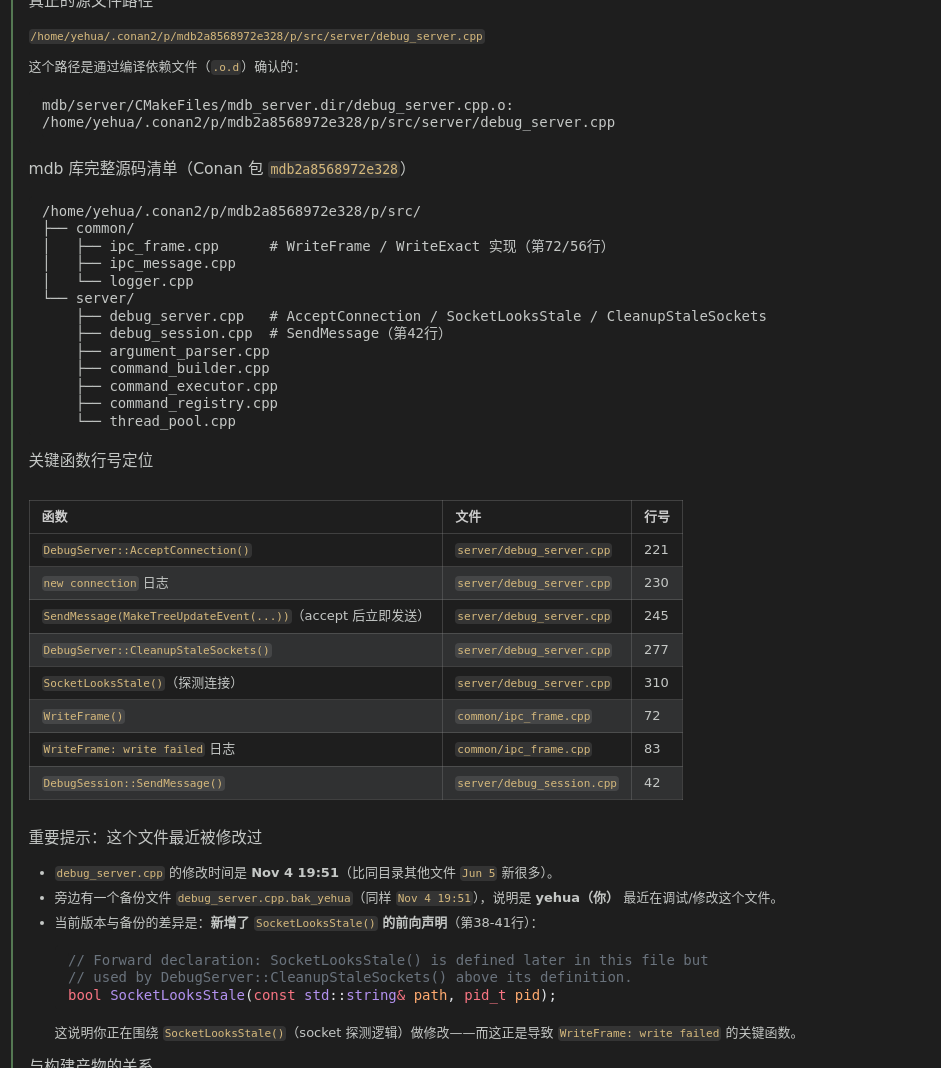 真正的源文件路径
/home/yehua/.conan2/p/mdb2a8568972e328/p/src/server/debug_server.cpp
这个路径是通过编译依赖文件（.o.d）确认的：
mdb/server/CMakeFiles/mdb_server.dir/debug_server.cpp.o:
/home/yehua/.conan2/p/mdb2a8568972e328/p/src/server/debug_server.cpp
mdb 库完整源码清单（Conan 包 mdb2a8568972e328）
/home/yehua/.conan2/p/mdb2a8568972e328/p/src/
├── common/
│   ├── ipc_frame.cpp      # WriteFrame / WriteExact 实现（第72/56行）
│   ├── ipc_message.cpp
│   └── logger.cpp
└── server/
    ├── debug_server.cpp   # AcceptConnection / SocketLooksStale / CleanupStaleSockets
    ├── debug_session.cpp  # SendMessage（第42行）
    ├── argument_parser.cpp
    ├── command_builder.cpp
    ├── command_executor.cpp
    ├── command_registry.cpp
    └── thread_pool.cpp
关键函数行号定位
函数 文件 行号
DebugServer::AcceptConnection() server/debug_server.cpp 221
new connection 日志 server/debug_server.cpp 230
SendMessage(MakeTreeUpdateEvent(...))（accept 后立即发送） server/debug_server.cpp 245
DebugServer::CleanupStaleSockets() server/debug_server.cpp 277
SocketLooksStale()（探测连接） server/debug_server.cpp 310
WriteFrame() common/ipc_frame.cpp 72
WriteFrame: write failed 日志 common/ipc_frame.cpp 83
DebugSession::SendMessage() server/debug_session.cpp 42
重要提示：这个文件最近被修改过
• debug_server.cpp 的修改时间是 Nov 4 19:51（比同目录其他文件 Jun 5 新很多）。
• 旁边有一个备份文件 debug_server.cpp.bak_yehua（同样 Nov 4 19:51），说明是 yehua（你） 最近在调试/修改这个文件。
• 当前版本与备份的差异是：新增了 SocketLooksStale() 的前向声明（第38-41行）：
// Forward declaration: SocketLooksStale() is defined later in this file but
// used by DebugServer::CleanupStaleSockets() above its definition.
bool SocketLooksStale(const std::string& path, pid_t pid);
这说明你正在围绕 SocketLooksStale()（socket 探测逻辑）做修改——而这正是导致 WriteFrame: write failed 的关键函数。
与构建产物的关系